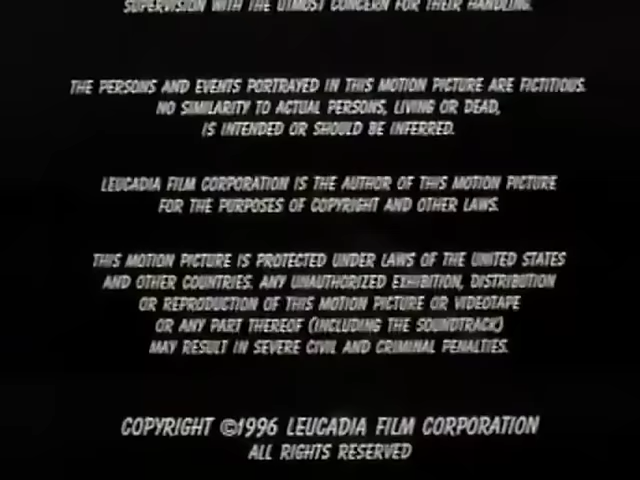 SUPERVISION WITH THE UTMOST CONCERN FOR THEIR HANDLING.
THE PERSONS AND EVENTS PORTRAYED IN THIS MOTION PICTURE ARE FICTITIOUS.
NO SIMILARITY TO ACTUAL PERSONS, LIVING OR DEAD,
IS INTENDED OR SHOULD BE INFERRED.
LEUCADIA FILM CORPORATION IS THE AUTHOR OF THIS MOTION PICTURE
FOR THE PURPOSES OF COPYRIGHT AND OTHER LAWS.
THIS MOTION PICTURE IS PROTECTED UNDER LAWS OF THE UNITED STATES
AND OTHER COUNTRIES. ANY UNAUTHORIZED EXHIBITION, DISTRIBUTION
OR REPRODUCTION OF THIS MOTION PICTURE OR VIDEOTAPE
OR ANY PART THEREOF (INCLUDING THE SOUNDTRACK)
MAY RESULT IN SEVERE CIVIL AND CRIMINAL PENALTIES.
COPYRIGHT ©1996 LEUCADIA FILM CORPORATION
ALL RIGHTS RESERVED